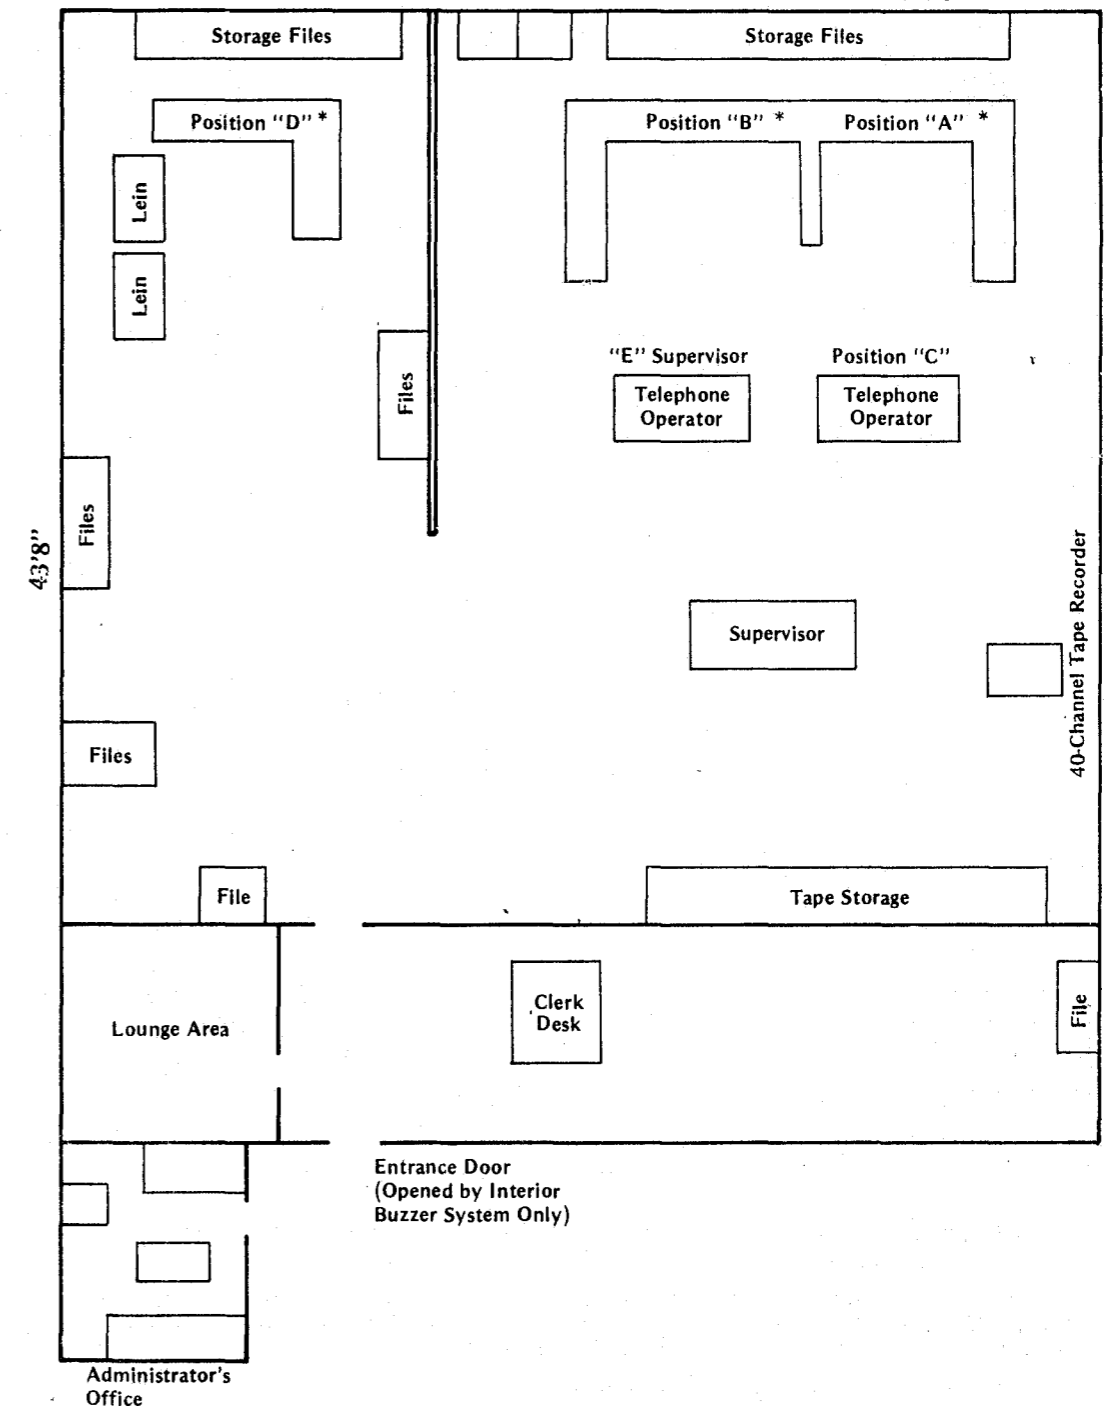 Storage Files
Storage Files
Position "D" *
Position "B" *
Position "A" *
Lein
Lein
Files
"E" Supervisor
Telephone
Operator
Position "C"
Telephone
Operator
Files
43'8"
Supervisor
40-Channel Tape Recorder
Files
File
Tape Storage
Lounge Area
Clerk
Desk
File
Entrance Door
(Opened by Interior
Buzzer System Only)
Administrator's
Office